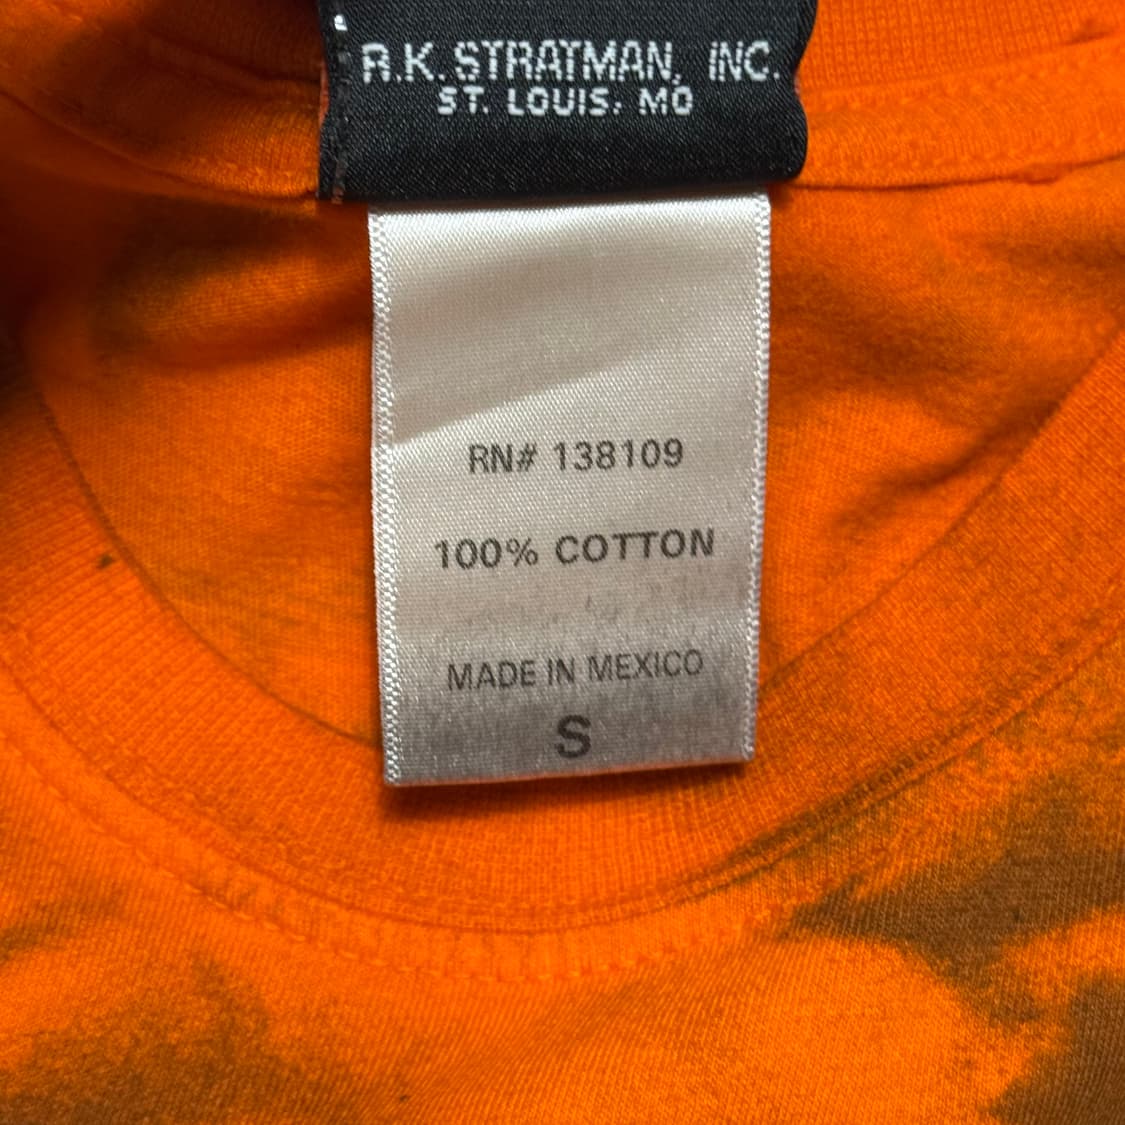 R.K. STRATMAN, INC.
ST. LOUIS, MO
RN# 138109
100% COTTON
MADE IN MEXICO
S